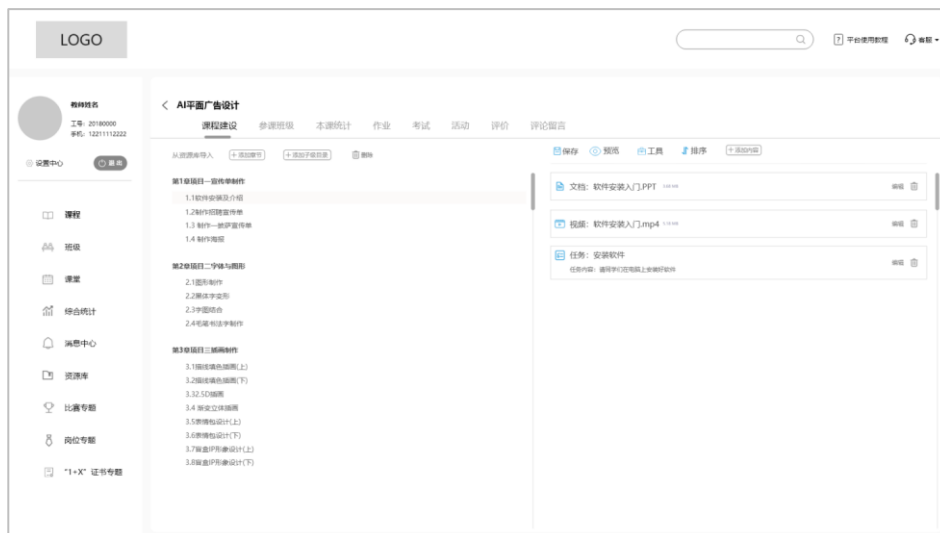 LOGO
平台使用教程
客服
教师姓名
工号：20180000
手机：12211112222
设置中心
退出
课程
班级
课堂
综合统计
消息中心
资源库
比赛专题
岗位专题
"1+X" 证书专题
AI平面广告设计
课程建设 参课班级 本课统计 作业 考试 活动 评价 评论留言
从资源库导入 +添加章节 +添加子级目录 删除
第1章项目一宣传单制作
1.1软件安装及介绍
1.2制作招聘宣传单
1.3 制作—披萨宣传单
1.4 制作海报
第2章项目二字体与图形
2.1图形制作
2.2黑体字变形
2.3字图结合
2.4毛笔书法字制作
第3章项目三插画制作
3.1描线填色插画(上)
3.2描线填色插画(下)
3.32.5D插画
3.4 渐变立体插画
3.5表情包设计(上)
3.6表情包设计(下)
3.7盲盒IP形象设计(上)
3.8盲盒IP形象设计(下)
保存 预览 工具 排序 +添加内容
文档：软件安装入门.PPT
编辑
视频：软件安装入门.mp4
编辑
任务：安装软件
任务内容：请同学们在电脑上安装好软件
编辑